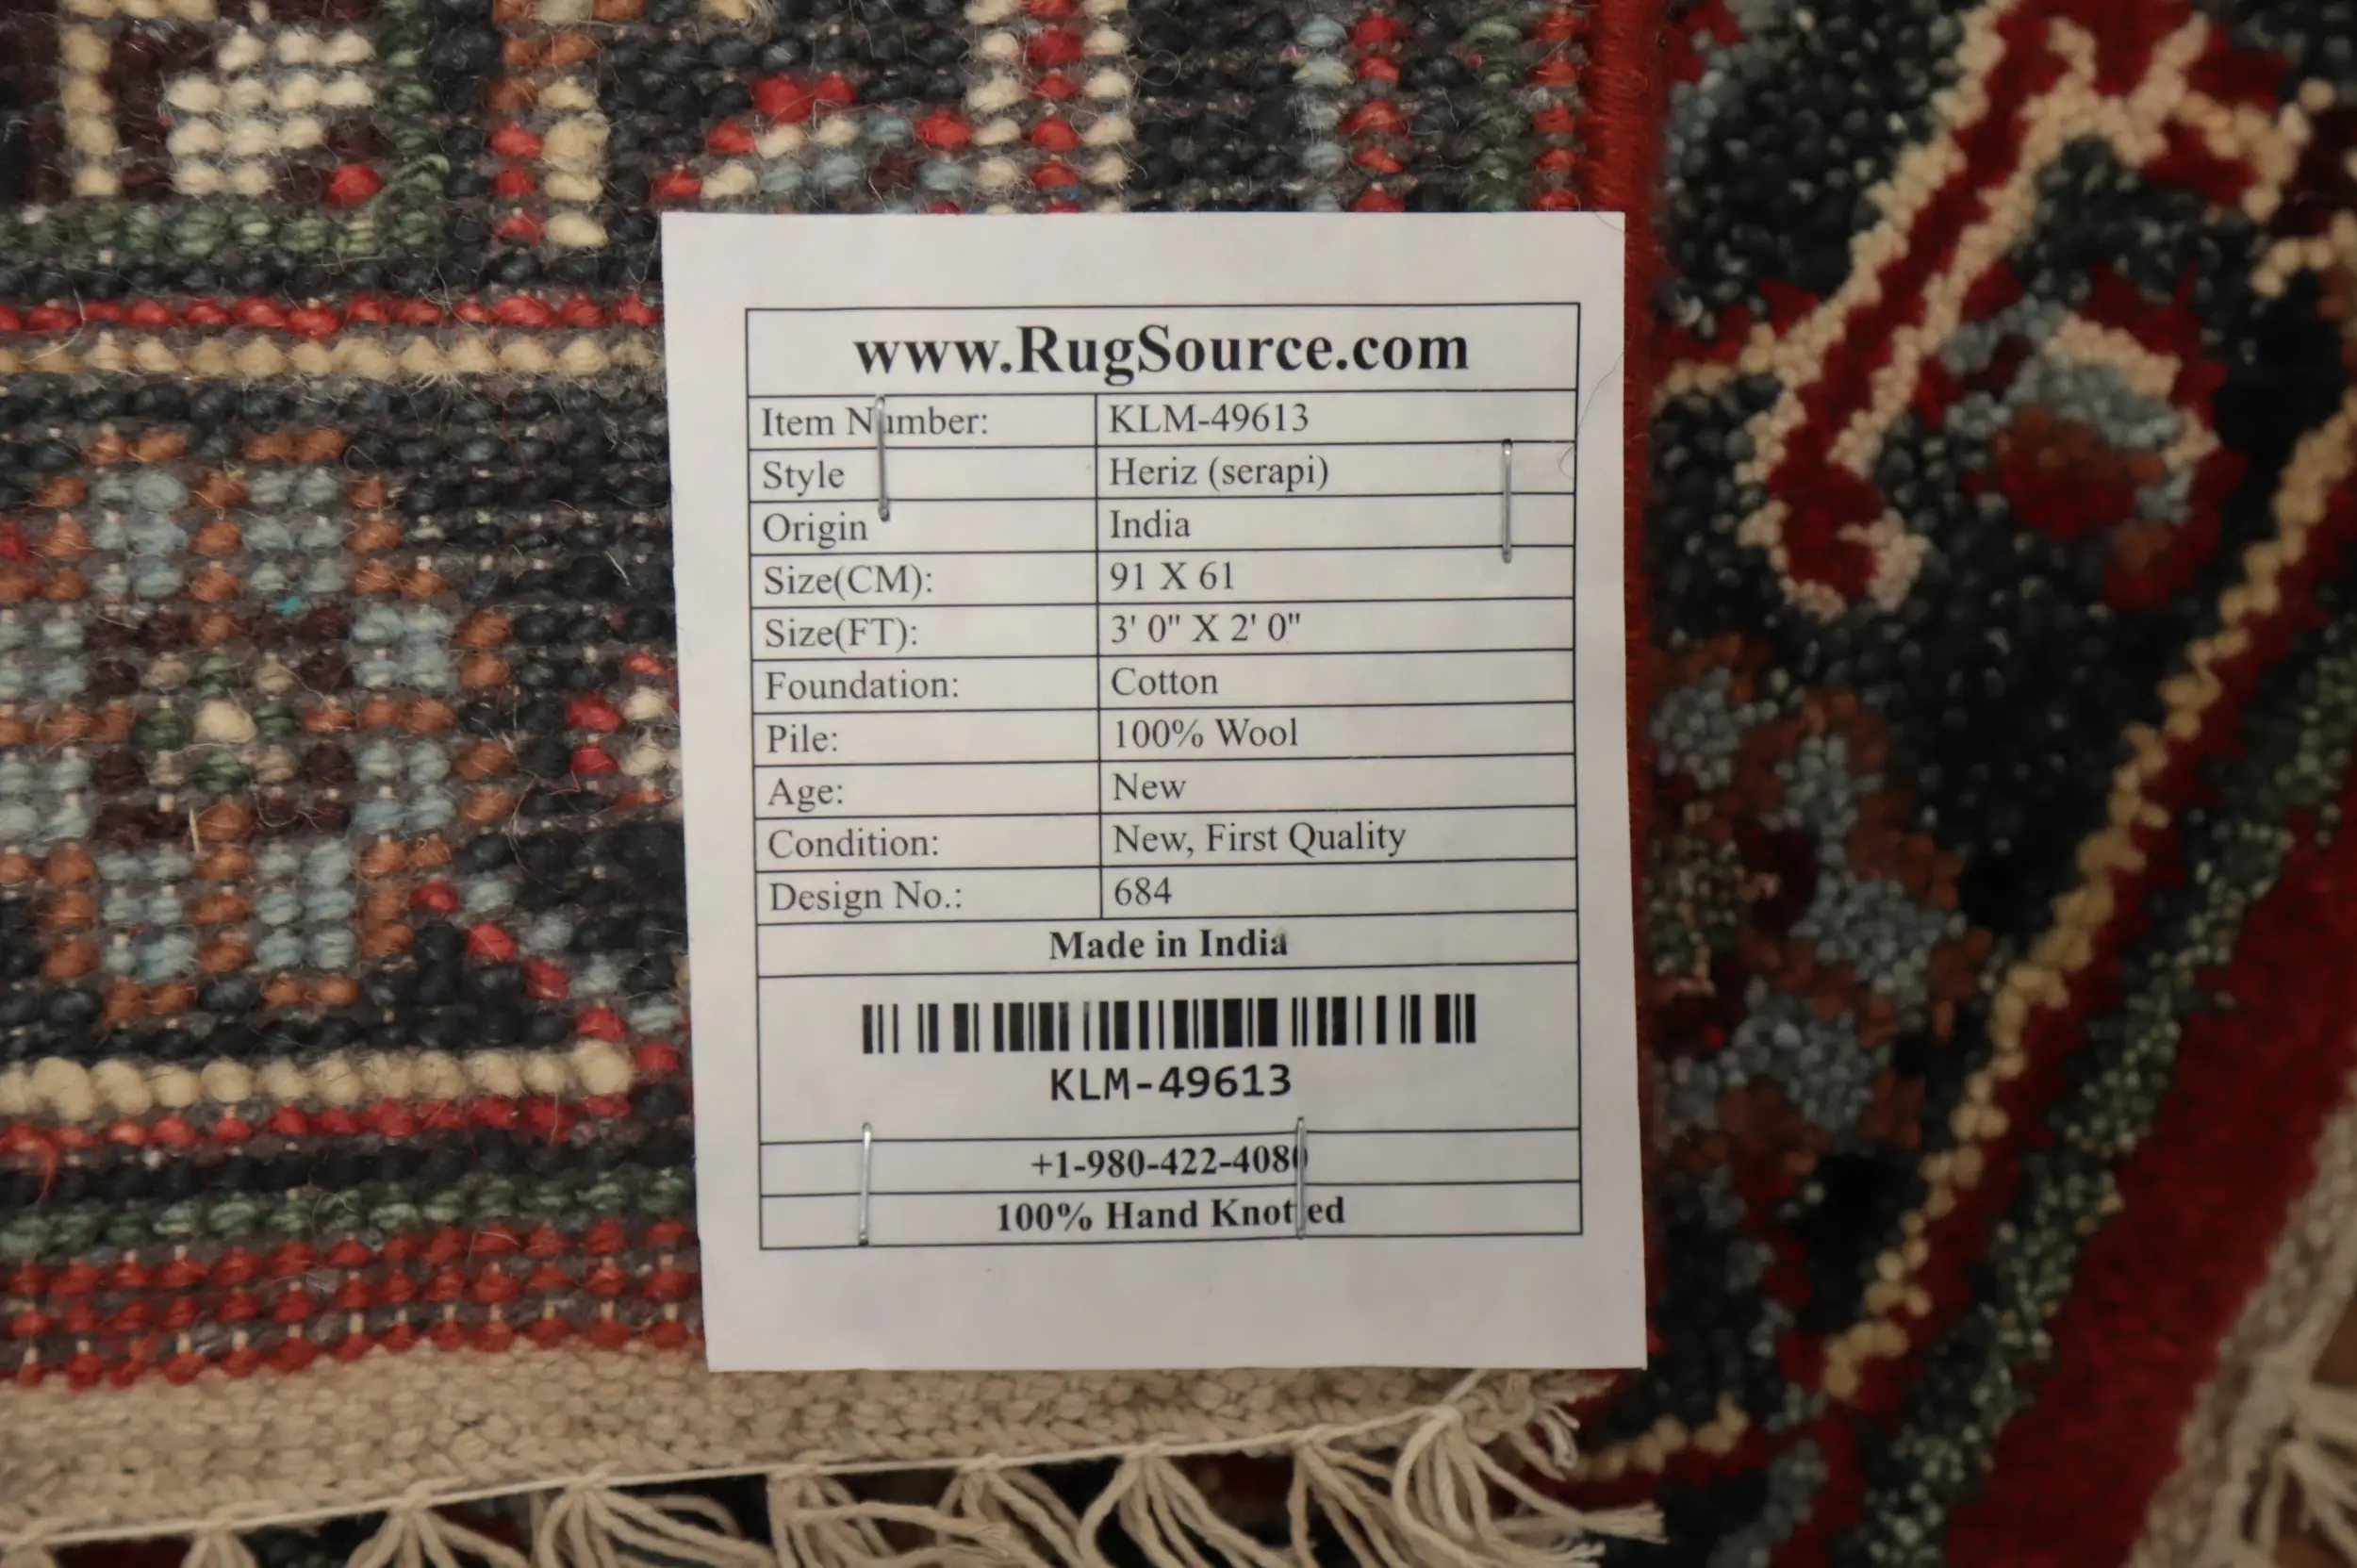 www.RugSource.com
Item Number: KLM-49613
Style Heriz (serapi)
Origin India
Size(CM): 91 X 61
Size(FT): 3' 0" X 2' 0"
Foundation: Cotton
Pile: 100% Wool
Age: New
Condition: New, First Quality
Design No.: 684
Made in India
KLM-49613
+1-980-422-4080
100% Hand Knotted